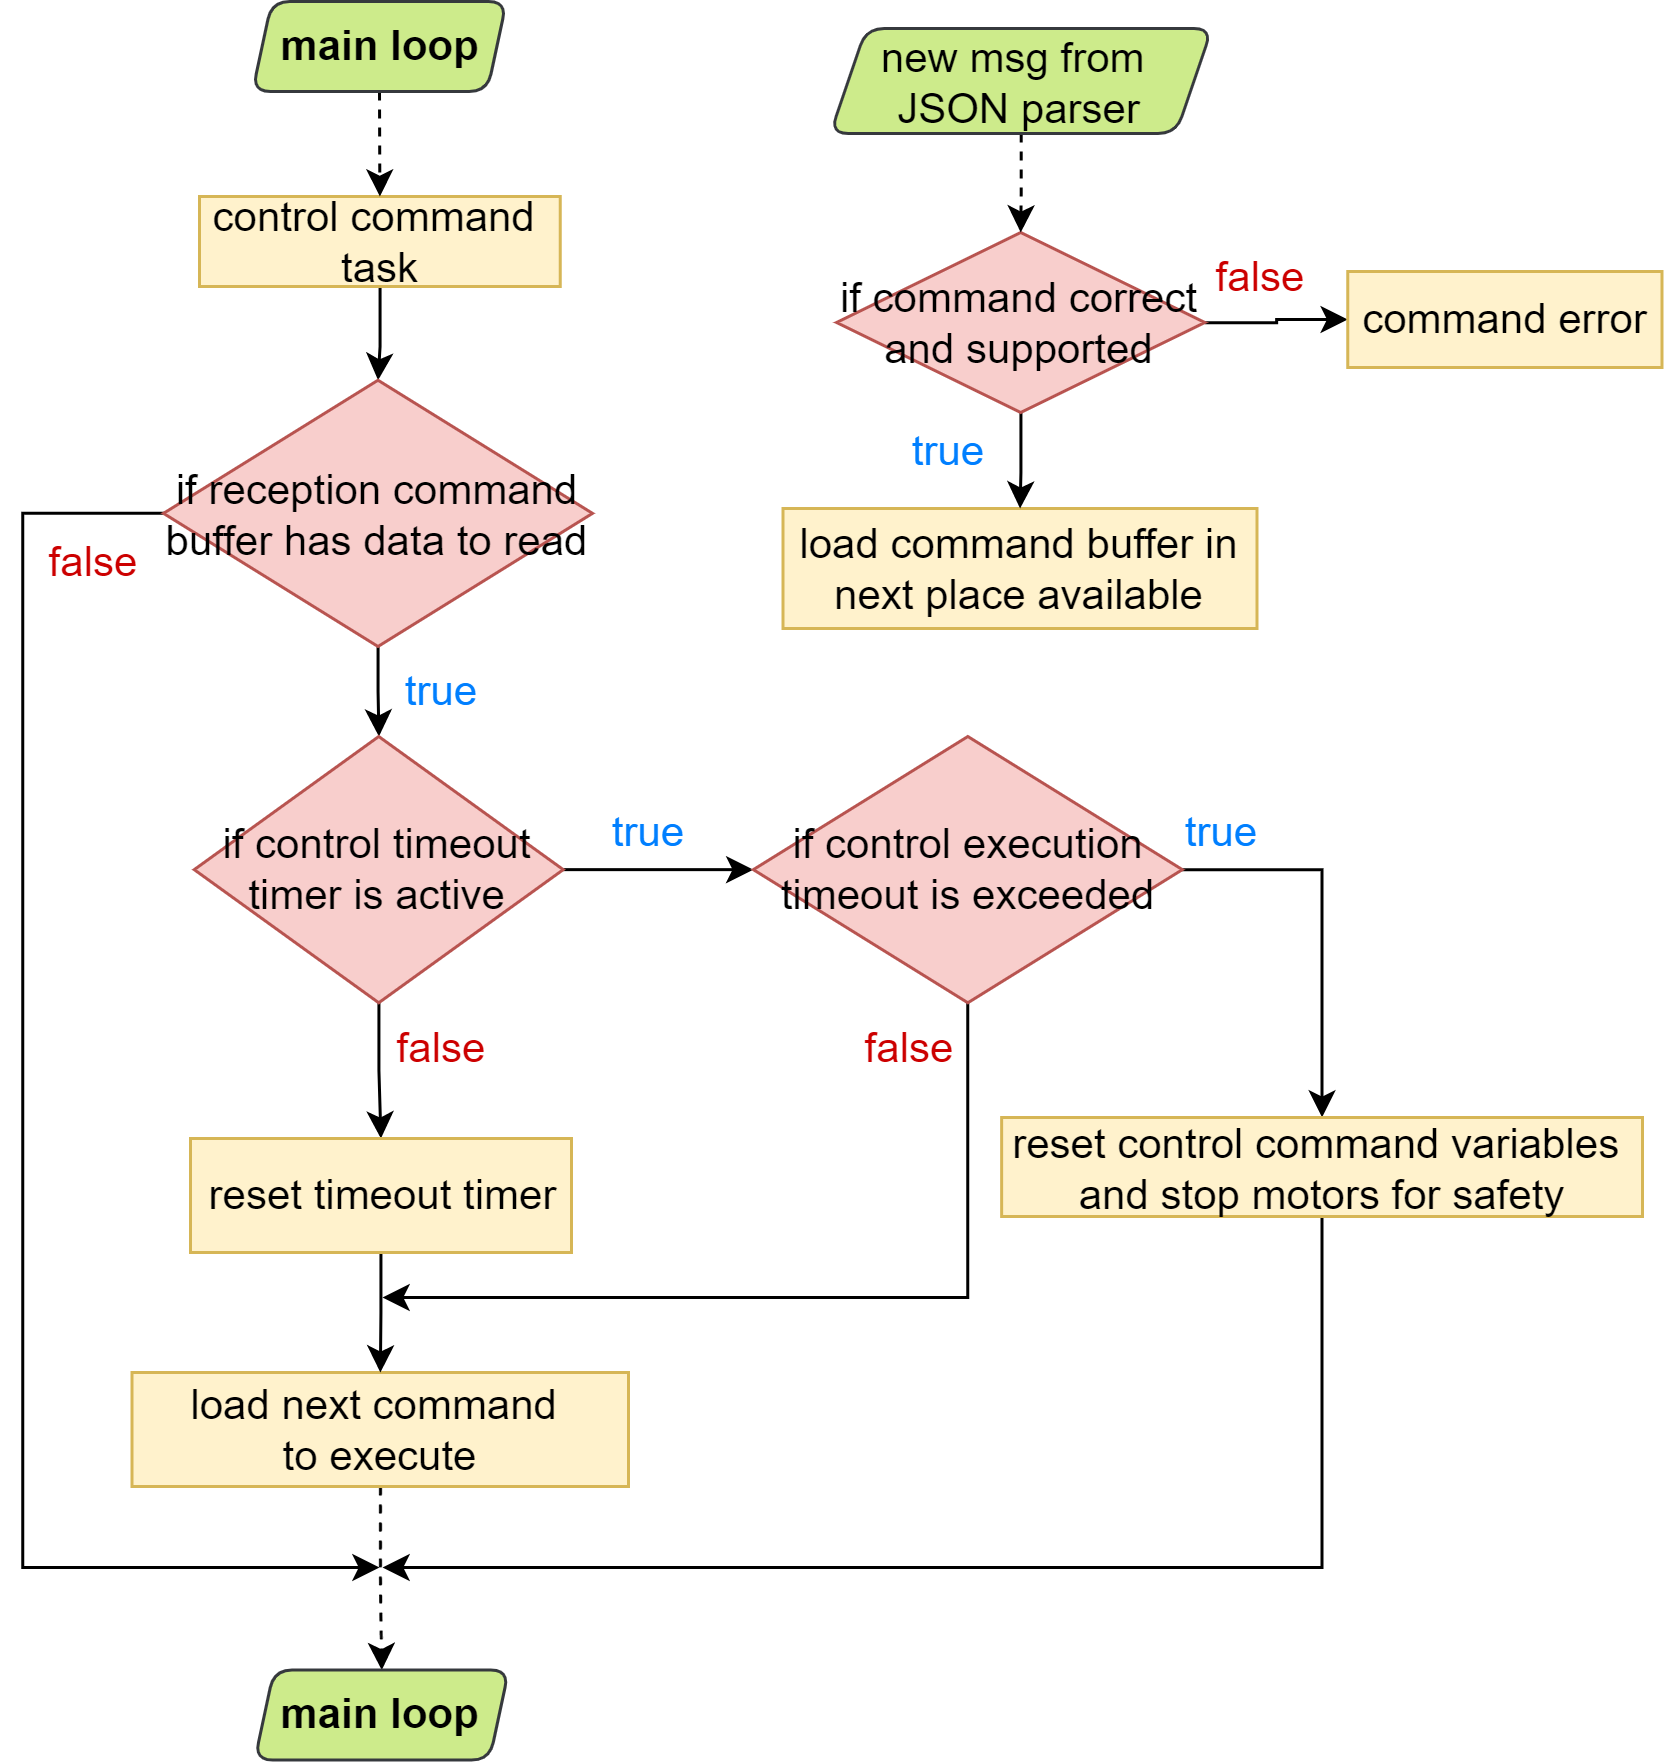 main loop
control command
task
if reception command
buffer has data to read
false
true
if control timeout
timer is active
true
if control execution
timeout is exceeded
true
false
false
reset timeout timer
reset control command variables
and stop motors for safety
load next command
to execute
main loop
new msg from
JSON parser
if command correct
and supported
false
command error
true
load command buffer in
next place available